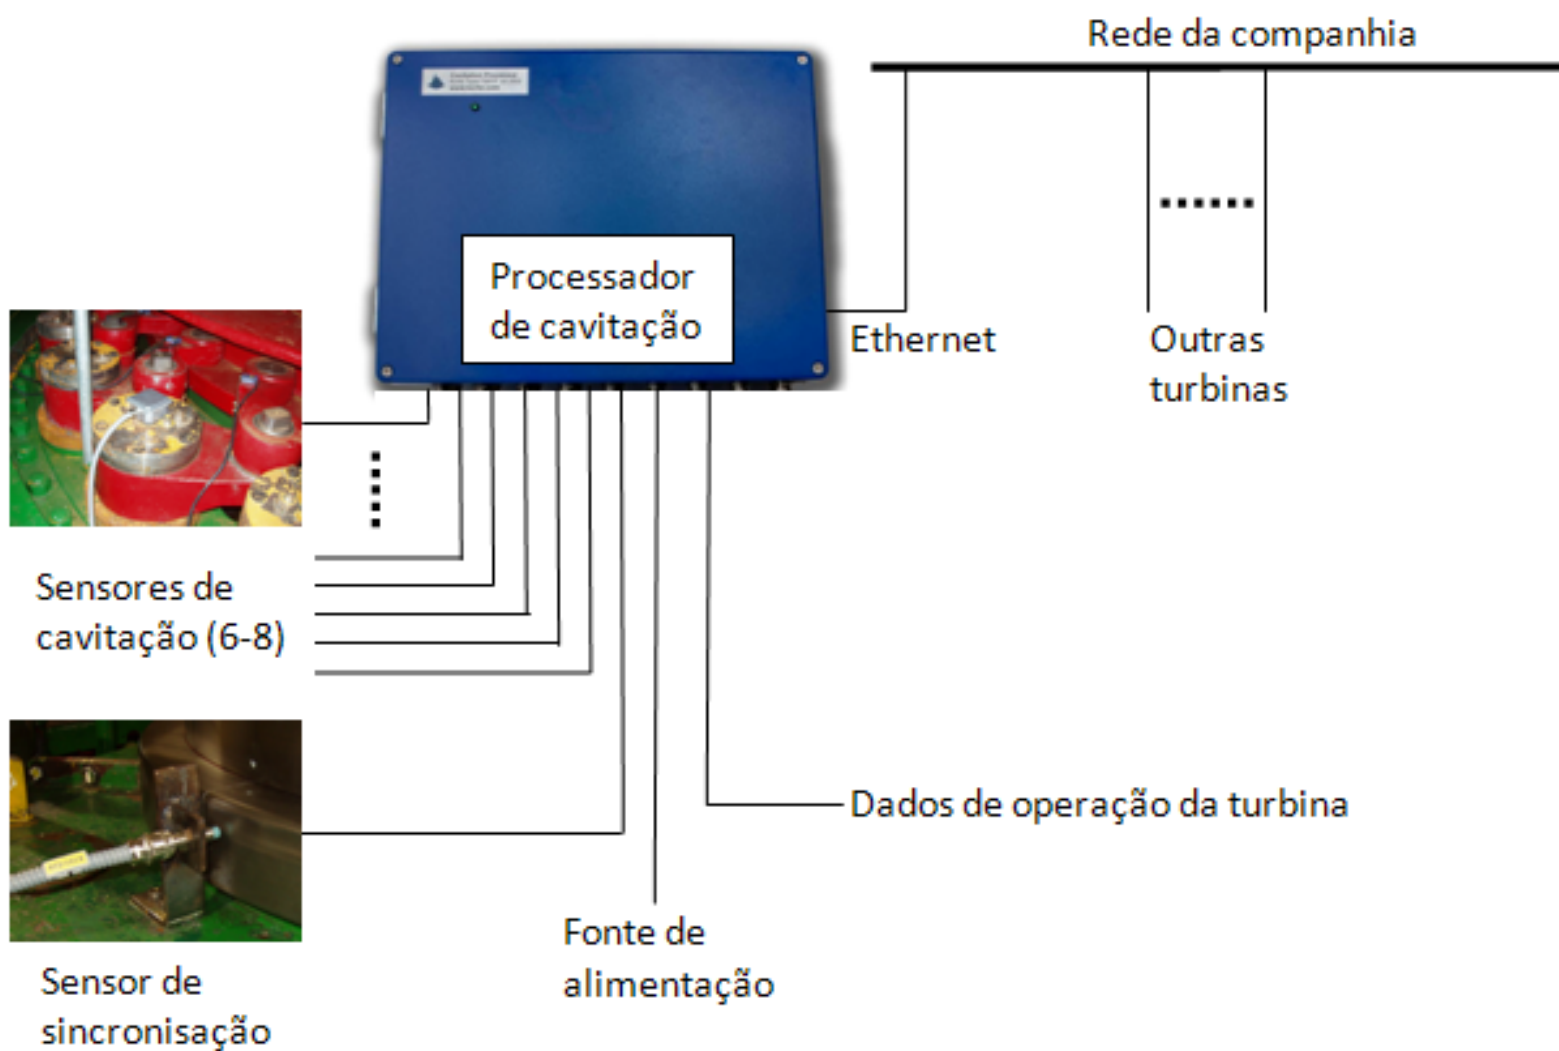 Rede da companhia
Processador
de cavitação
Ethernet
Outras
turbinas
Sensores de
cavitação (6-8)
Dados de operação da turbina
Fonte de
alimentação
Sensor de
sincronisação